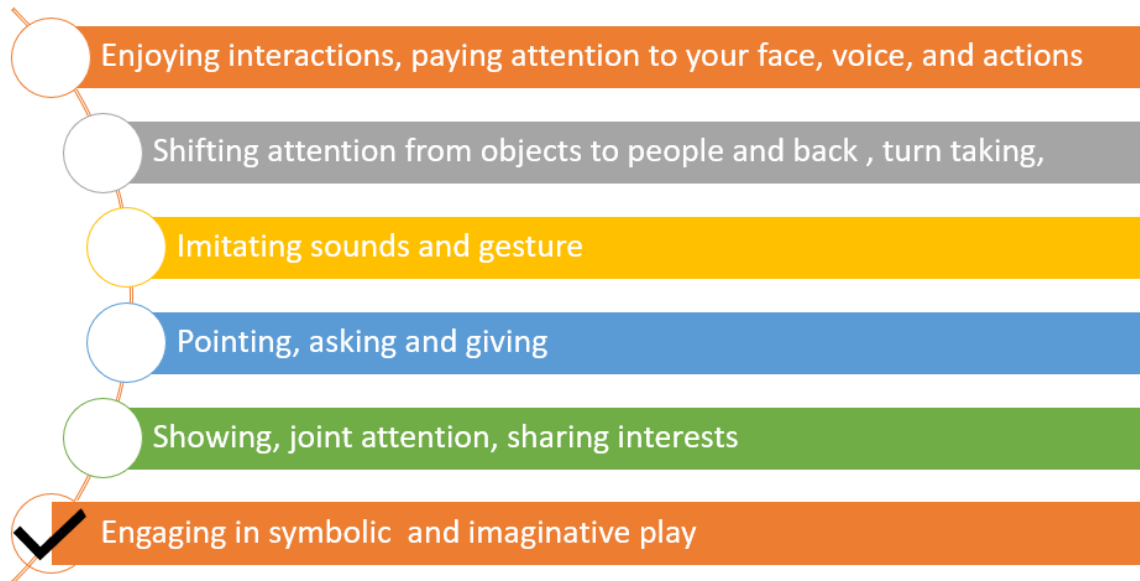 Enjoying interactions, paying attention to your face, voice, and actions
Shifting attention from objects to people and back , turn taking,
Imitating sounds and gesture
Pointing, asking and giving
Showing, joint attention, sharing interests
Engaging in symbolic  and imaginative play